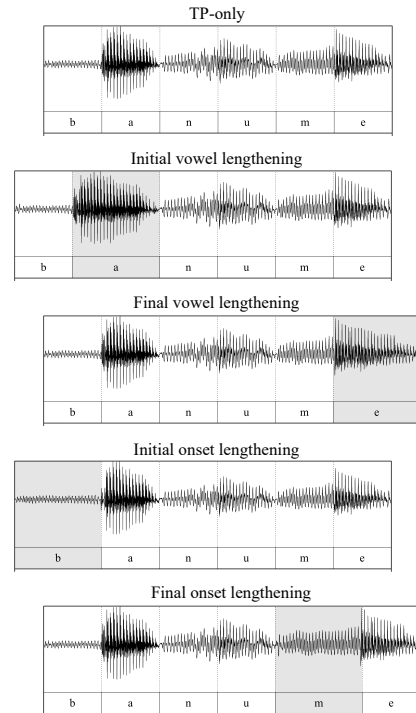 TP-only
b a n u m e
Initial vowel lengthening
b a n u m e
Final vowel lengthening
b a n u m e
Initial onset lengthening
b a n u m e
Final onset lengthening
b a n u m e